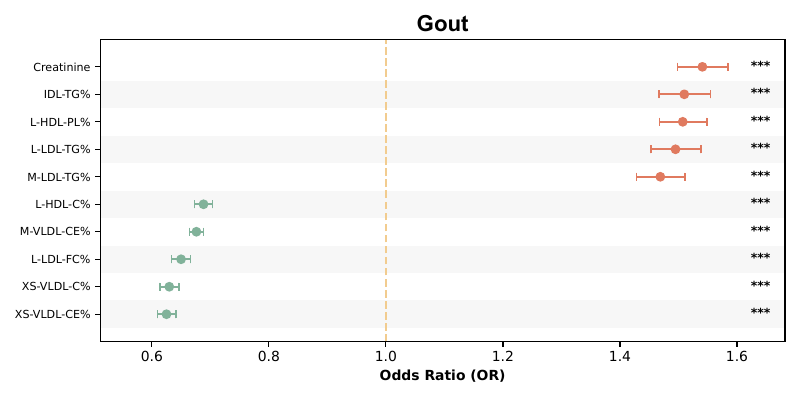 Gout
Creatinine ***
IDL-TG% ***
L-HDL-PL% ***
L-LDL-TG% ***
M-LDL-TG% ***
L-HDL-C% ***
M-VLDL-CE% ***
L-LDL-FC% ***
XS-VLDL-C% ***
XS-VLDL-CE% ***
0.6 0.8 1.0 1.2 1.4 1.6
Odds Ratio (OR)